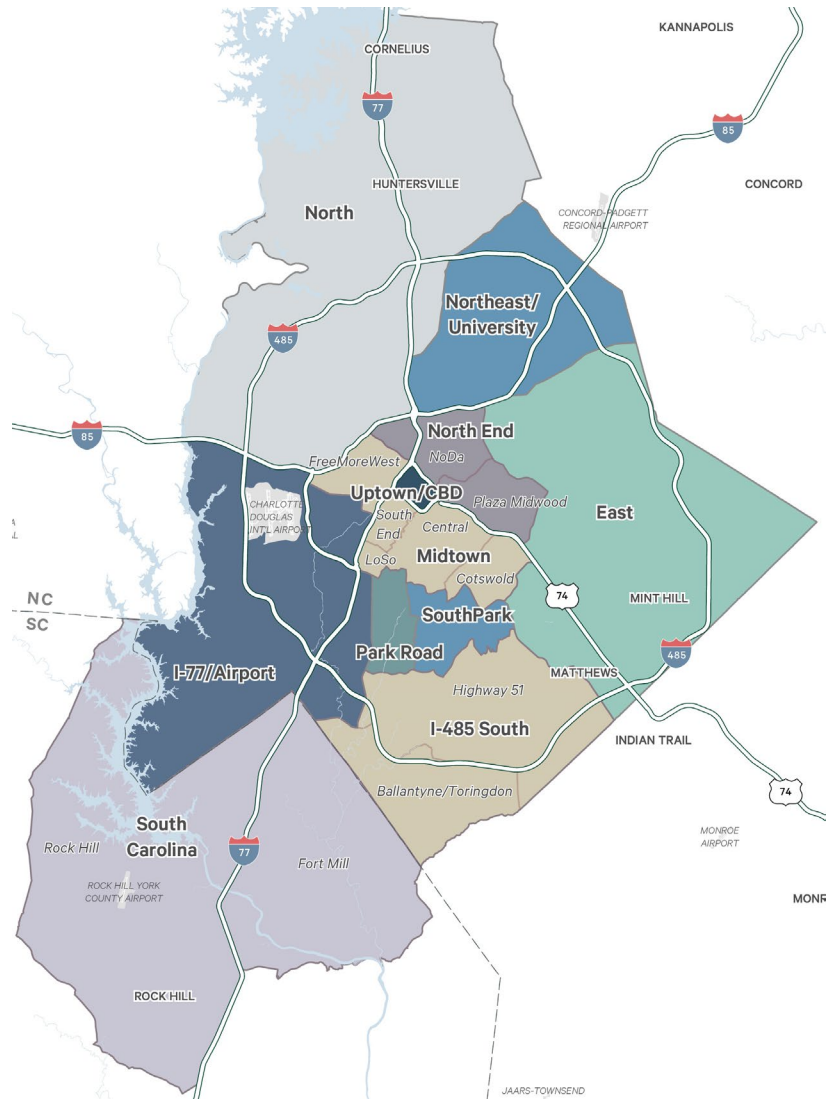 KANNAPOLIS
CORNELIUS
77
85
HUNTERSVILLE
CONCORD
North
CONCORD-PADGETT
REGIONAL AIRPORT
Northeast/
University
485
85
North End
NoDa
FreeMoreWest
Uptown/CBD
Plaza Midwood
CHARLOTTE
DOUGLAS
INT'L AIRPORT
South
End
Central
East
LoSo
Midtown
Cotswold
74
NC
SC
MINT HILL
SouthPark
485
Park Road
I-77/Airport
MATTHEWS
Highway 51
I-485 South
INDIAN TRAIL
Ballantyne/Toringdon
74
South
Carolina
MONROE
AIRPORT
Rock Hill
77
Fort Mill
ROCK HILL YORK
COUNTY AIRPORT
MONR
ROCK HILL
JAARS-TOWNSEND